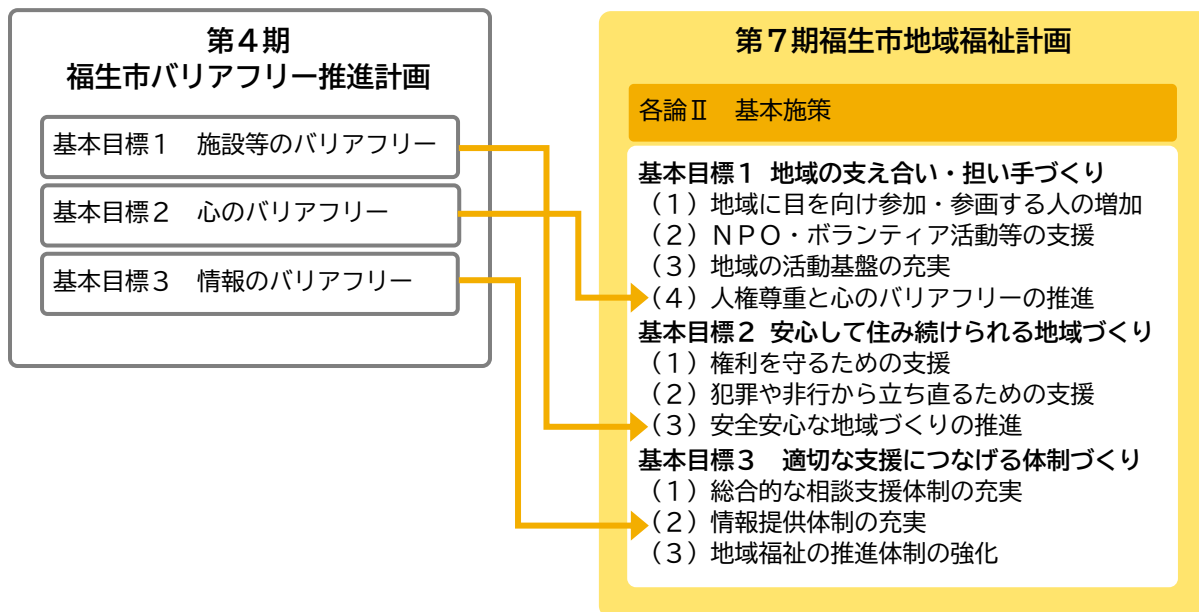 第４期
福生市バリアフリー推進計画
基本目標１　施設等のバリアフリー
基本目標２　心のバリアフリー
基本目標３　情報のバリアフリー
第７期福生市地域福祉計画
各論Ⅱ　基本施策
基本目標１ 地域の支え合い・担い手づくり
（１）地域に目を向け参加・参画する人の増加
（２）ＮＰＯ・ボランティア活動等の支援
（３）地域の活動基盤の充実
（４）人権尊重と心のバリアフリーの推進
基本目標２ 安心して住み続けられる地域づくり
（１）権利を守るための支援
（２）犯罪や非行から立ち直るための支援
（３）安全安心な地域づくりの推進
基本目標３　適切な支援につなげる体制づくり
（１）総合的な相談支援体制の充実
（２）情報提供体制の充実
（３）地域福祉の推進体制の強化